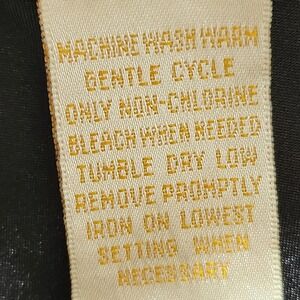 MACHINE WASH WARM
GENTLE CYCLE
ONLY NON-CHLORINE
BLEACH WHEN NEEDED
TUMBLE DRY LOW
REMOVE PROMPTLY
IRON ON LOWEST
SETTING WHEN
NECESSARY